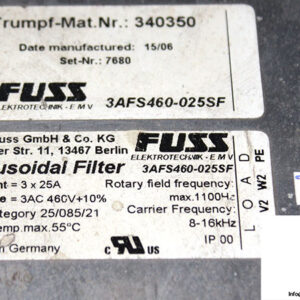 Trumpf-Mat.Nr.: 340350
Date manufactured: 15/06
Set-Nr.: 7680
FUSS
ELEKTROTECHNIK - E M V
3AFS460-025SF
uss GmbH & Co. KG
er Str. 11, 13467 Berlin
FUSS
ELEKTROTECHNIK - E M V
usoidal Filter
3AFS460-025SF
nt = 3 x 25A
Rotary field frequency:
e = 3AC 460V+10%
max.1100Hz
ategory 25/085/21
Carrier Frequency:
emp.max.55°C
8-16kHz
n Germany
IP 00
LOAD
V2 W2 PE